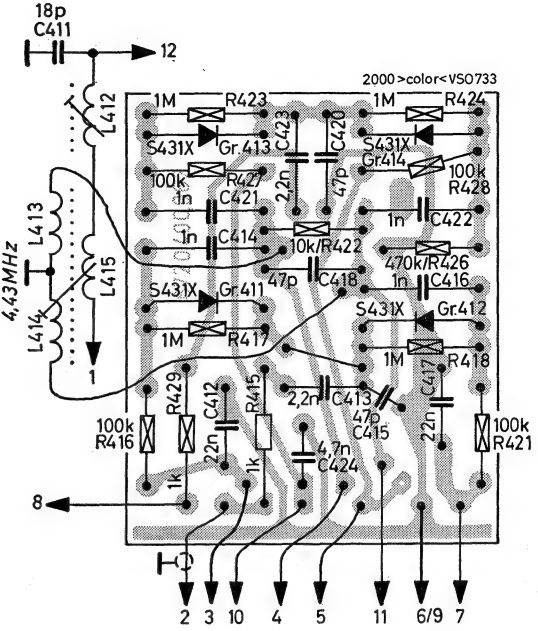 18p
C411
12
2000 >color< VSO733
L412
1M
R423
C423
C420
1M
R424
S431X
Gr.413
S431X
Gr414
100k
R427
2,2n
47p
100k
R428
1n
C421
1n
C422
L413
1n
C414
10k/R422
470k/R426
4,43MHz
L415
47p
C418
1n
C416
S431X
Gr.411
S431X
Gr.412
L414
1M
R417
1M
R418
1
R429
C412
R415
2,2n
C413
47p
C415
C417
100k
R416
22n
1k
1k
4,7n
C424
22n
100k
R421
8
2
3
10
4
5
11
6/9
7